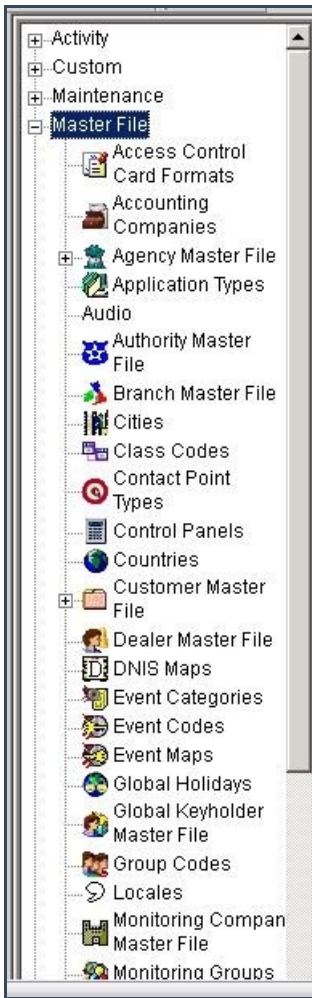 Activity
Custom
Maintenance
Master File
Access Control
Card Formats
Accounting
Companies
Agency Master File
Application Types
Audio
Authority Master
File
Branch Master File
Cities
Class Codes
Contact Point
Types
Control Panels
Countries
Customer Master
File
Dealer Master File
DNIS Maps
Event Categories
Event Codes
Event Maps
Global Holidays
Global Keyholder
Master File
Group Codes
Locales
Monitoring Compan
Master File
Monitoring Groups